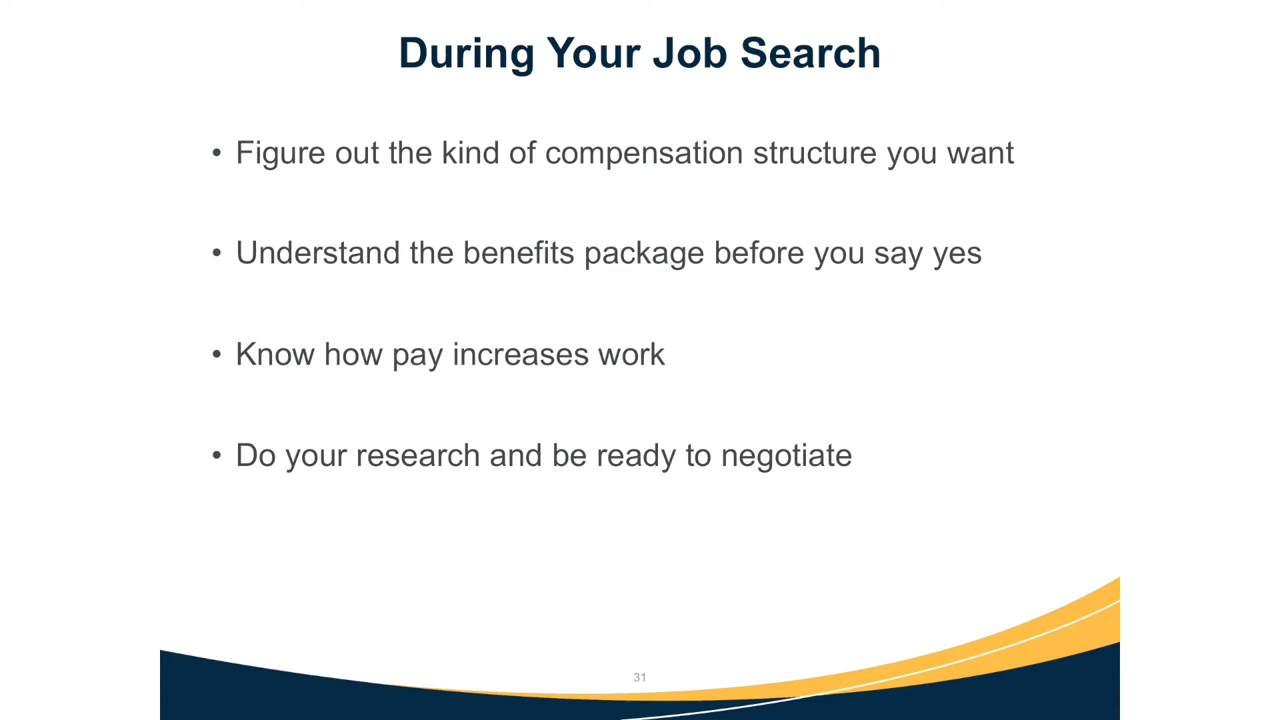 During Your Job Search
• Figure out the kind of compensation structure you want
• Understand the benefits package before you say yes
• Know how pay increases work
• Do your research and be ready to negotiate
31